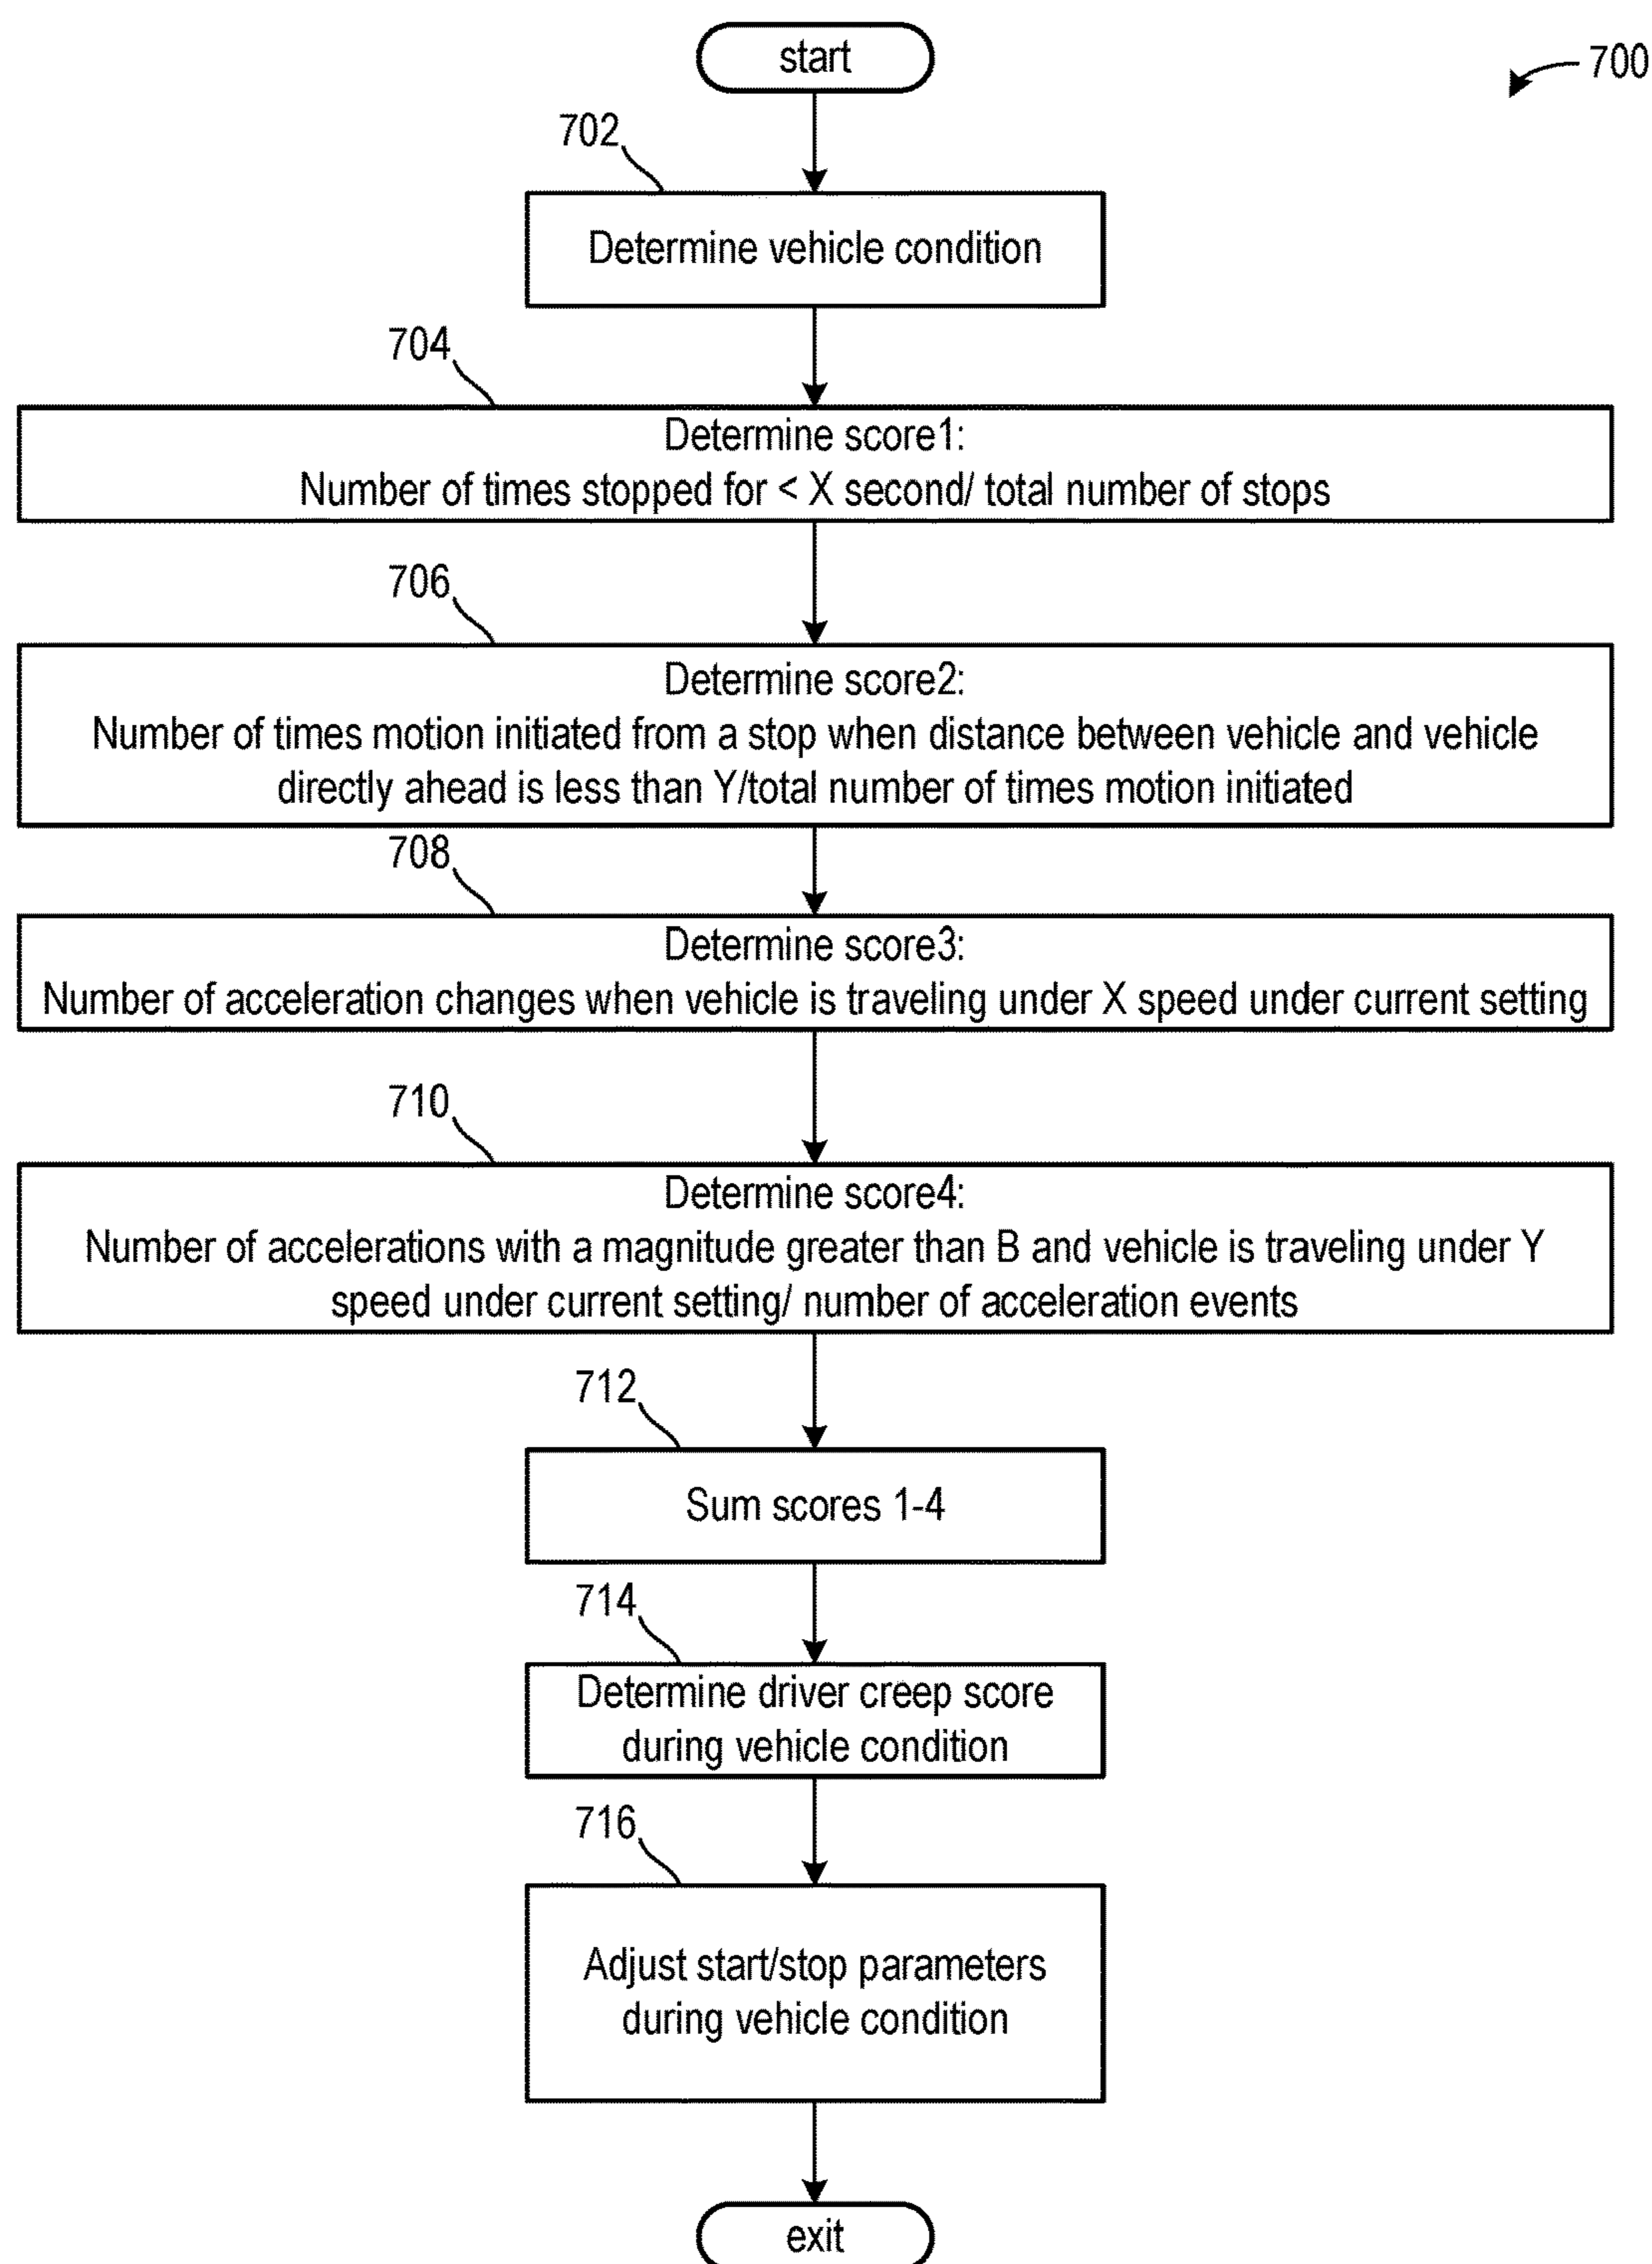 start
700
702
Determine vehicle condition
704
Determine score1:
Number of times stopped for < X second/ total number of stops
706
Determine score2:
Number of times motion initiated from a stop when distance between vehicle and vehicle
directly ahead is less than Y/total number of times motion initiated
708
Determine score3:
Number of acceleration changes when vehicle is traveling under X speed under current setting
710
Determine score4:
Number of accelerations with a magnitude greater than B and vehicle is traveling under Y
speed under current setting/ number of acceleration events
712
Sum scores 1-4
714
Determine driver creep score
during vehicle condition
716
Adjust start/stop parameters
during vehicle condition
exit